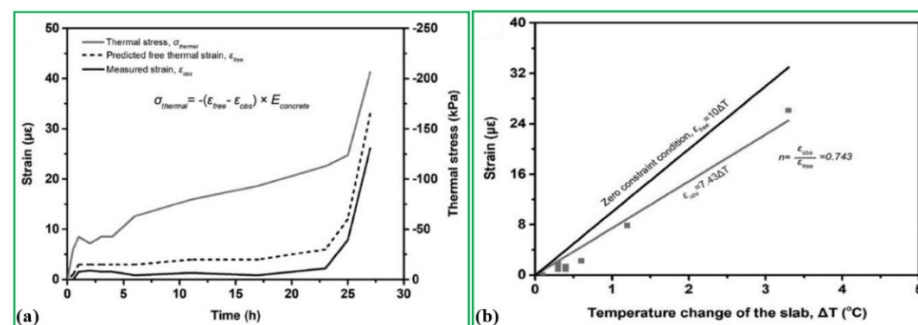 50
40
30
20
10
0
Strain (με)
Thermal stress, σthermal
Predicted free thermal strain, εfree
Measured strain, εobs
σthermal= -(εfree- εobs) × Econcrete
-250
-200
-150
-100
-50
0
Thermal stress (kPa)
0 5 10 15 20 25 30
Time (h)
(a)
40
32
24
16
8
0
Strain (με)
Zero constraint condition, εfree=10ΔT
εobs=7.43ΔT
n= εobs/εfree =0.743
0 1 2 3 4 5
Temperature change of the slab, ΔT (°C)
(b)